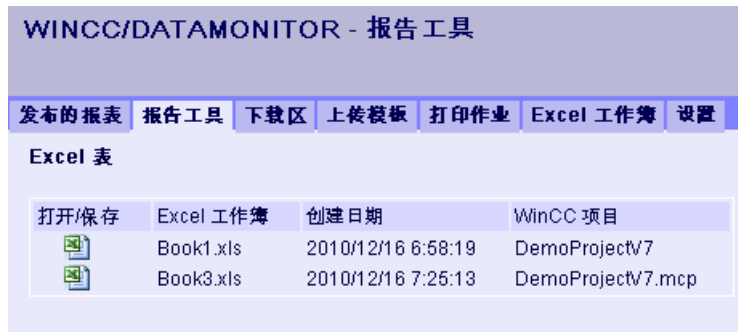 WINCC/DATAMONITOR - 报告工具
发布的报表 报告工具 下载区 上传模板 打印作业 Excel 工作簿 设置
Excel 表
打开/保存 Excel 工作簿 创建日期 WinCC 项目
Book1.xls 2010/12/16 6:58:19 DemoProjectV7
Book3.xls 2010/12/16 7:25:13 DemoProjectV7.mcp